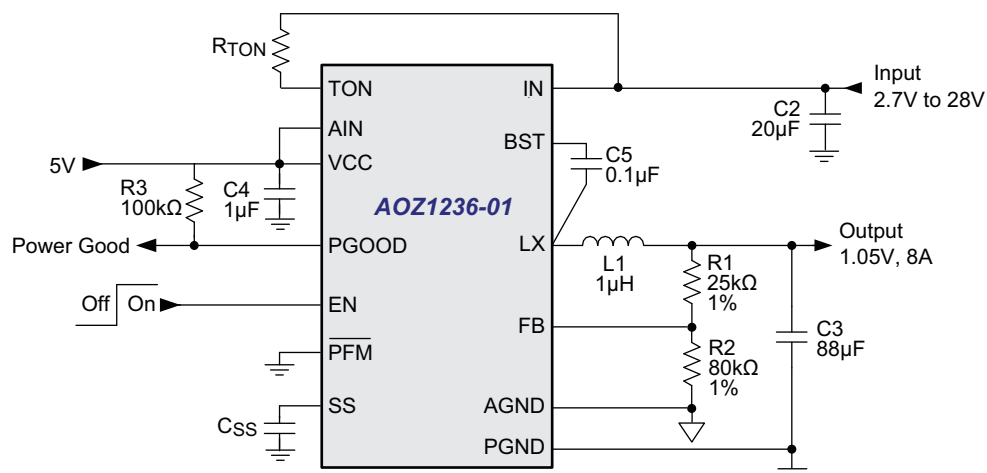 R_TON
TON
IN
Input
2.7V to 28V
C2
20µF
AIN
BST
C5
0.1µF
5V
VCC
R3
100kΩ
C4
1µF
AOZ1236-01
Power Good
PGOOD
LX
L1
1µH
Output
1.05V, 8A
R1
25kΩ
1%
Off
On
EN
FB
C3
88µF
PFM
R2
80kΩ
1%
SS
C_SS
AGND
PGND